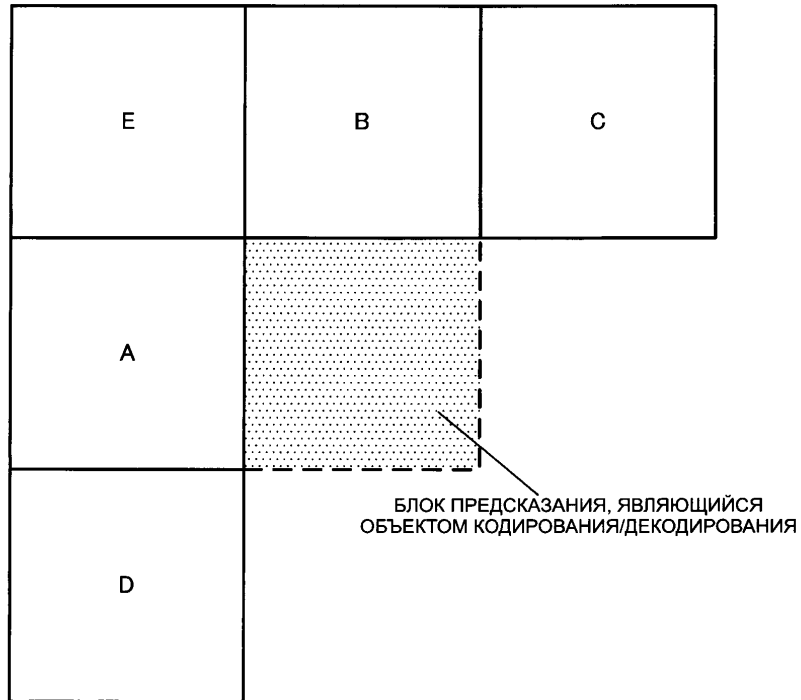 E
B
C
A
БЛОК ПРЕДСКАЗАНИЯ, ЯВЛЯЮЩИЙСЯ
ОБЪЕКТОМ КОДИРОВАНИЯ/ДЕКОДИРОВАНИЯ
D